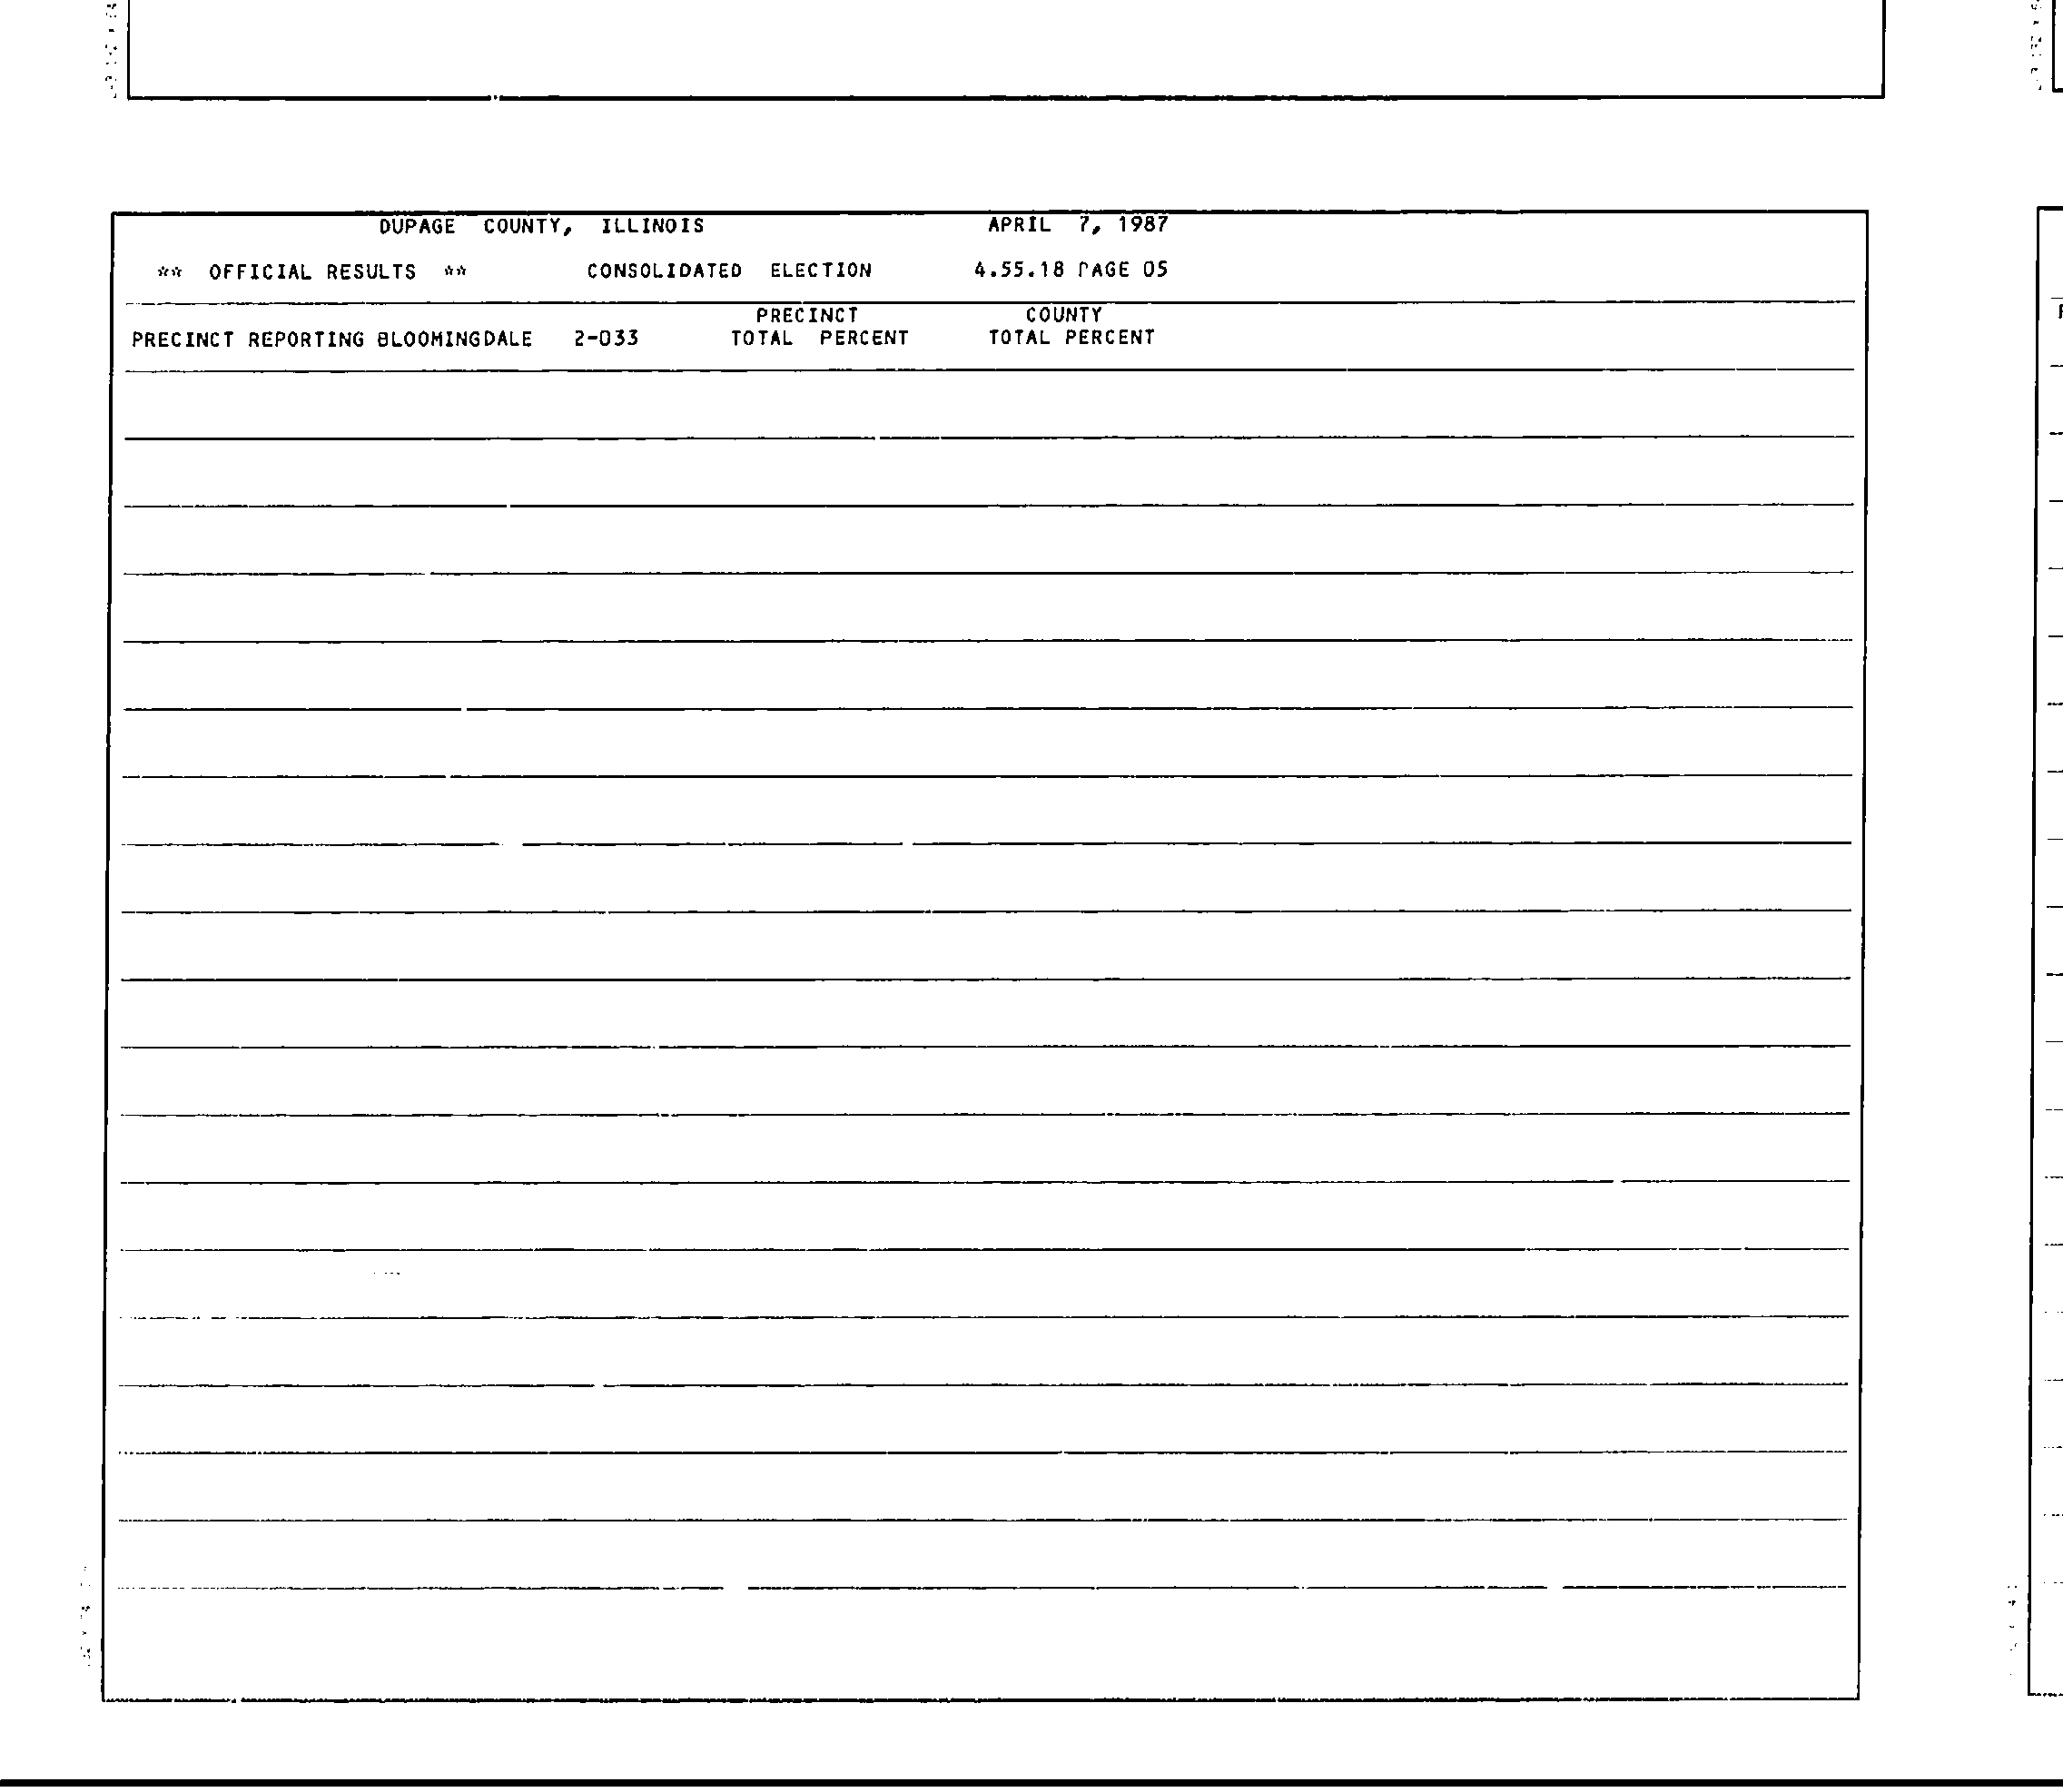 DUPAGE COUNTY, ILLINOIS APRIL 7, 1987
** OFFICIAL RESULTS ** CONSOLIDATED ELECTION 4.55.18 PAGE 05
PRECINCT COUNTY
PRECINCT REPORTING BLOOMINGDALE 2-033 TOTAL PERCENT TOTAL PERCENT